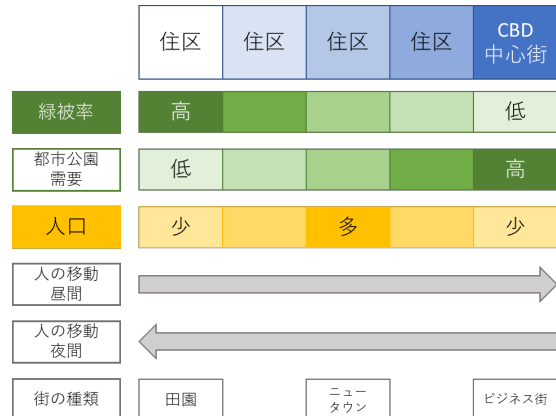 住区
住区
住区
住区
CBD
中心街
緑被率
高
低
都市公園
需要
低
高
人口
少
多
少
人の移動
昼間
人の移動
夜間
街の種類
田園
ニュー
タウン
ビジネス街